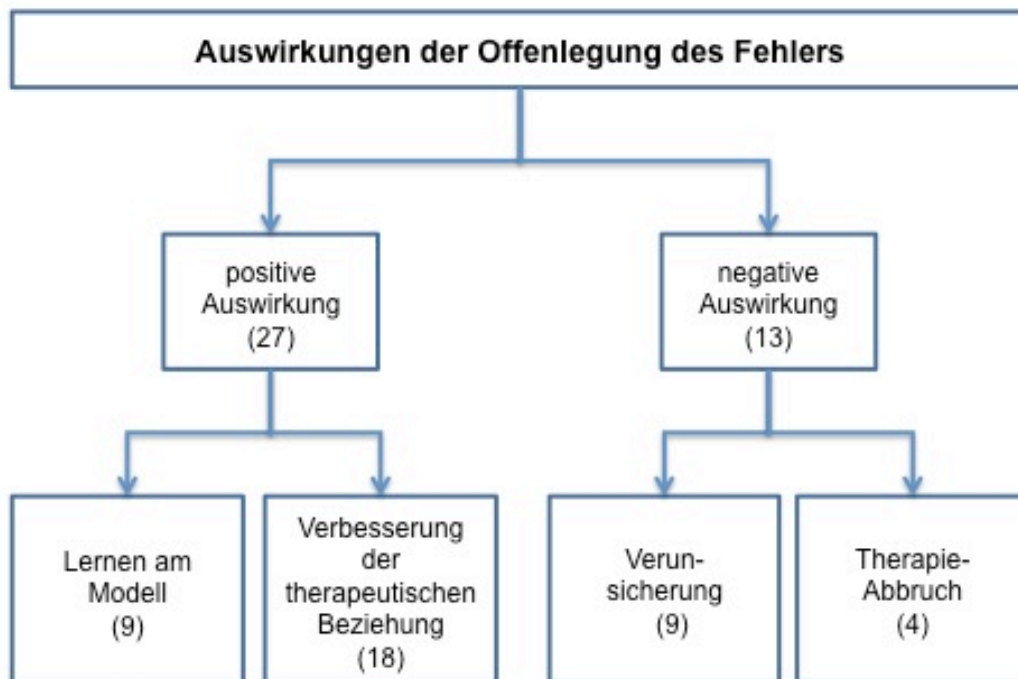 Auswirkungen der Offenlegung des Fehlers
positive
Auswirkung
(27)
negative
Auswirkung
(13)
Lernen am
Modell
(9)
Verbesserung
der
therapeutischen
Beziehung
(18)
Verun-
sicherung
(9)
Therapie-
Abbruch
(4)